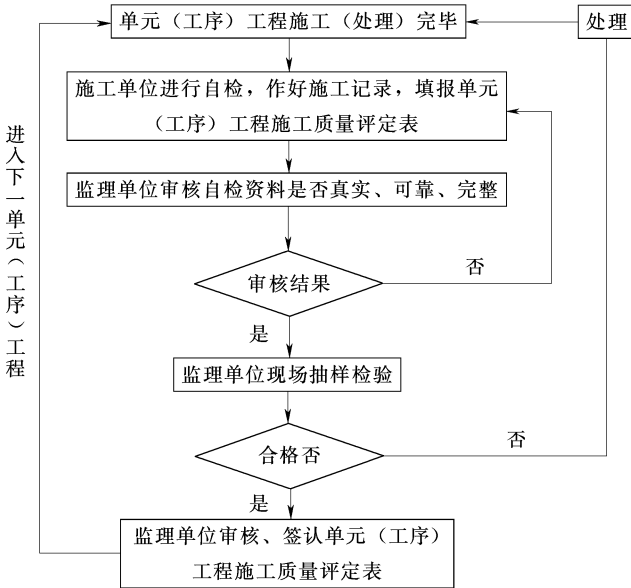 单元（工序）工程施工（处理）完毕
处理
施工单位进行自检，作好施工记录，填报单元
（工序）工程施工质量评定表
监理单位审核自检资料是否真实、可靠、完整
审核结果
否
是
监理单位现场抽样检验
合格否
否
是
监理单位审核、签认单元（工序）
工程施工质量评定表
进入下一单元（工序）工程